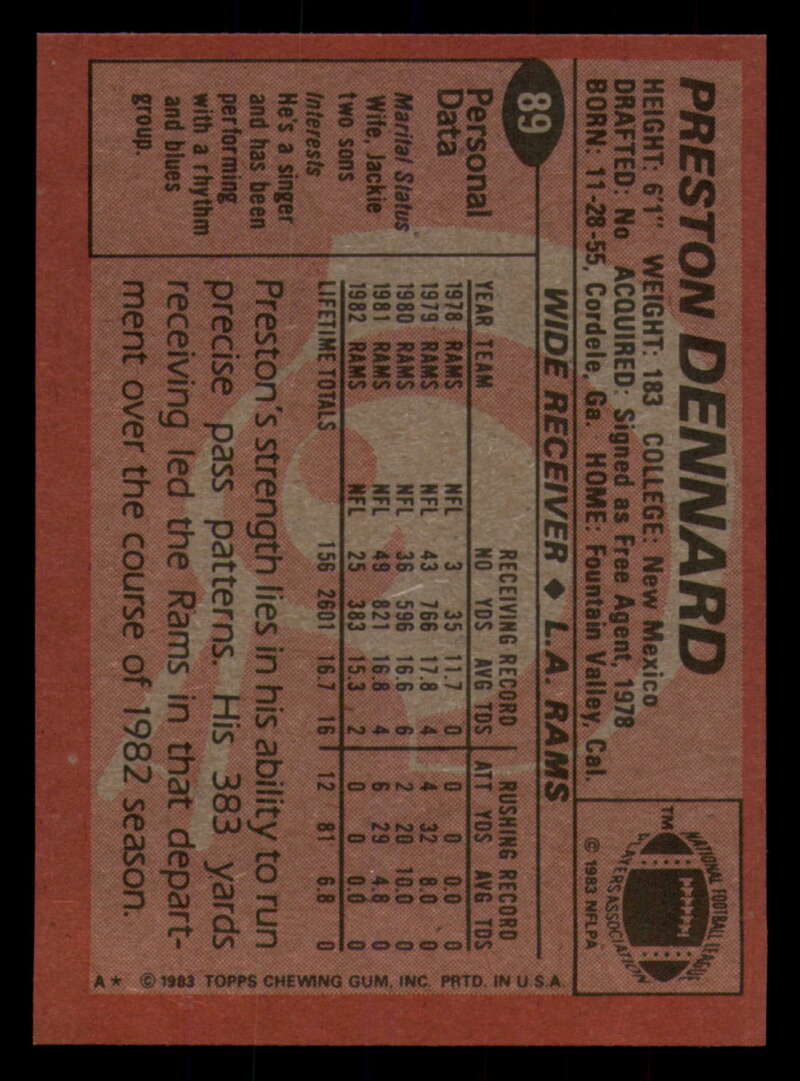 PRESTON DENNARD
HEIGHT: 6'1" WEIGHT: 183 COLLEGE: New Mexico
DRAFTED: No ACQUIRED: Signed as Free Agent, 1978
BORN: 11-28-55, Cordele, Ga. HOME: Fountain Valley, Cal.
NATIONAL FOOTBALL LEAGUE
PLAYERS ASSOCIATION
TM
© 1983 NFLPA
89
WIDE RECEIVER ◆ L.A. RAMS
Personal
Data
Marital Status
Wife, Jackie
two sons
Interests
He's a singer
and has been
performing
with a rhythm
and blues
group.
RECEIVING RECORD RUSHING RECORD
YEAR TEAM NO YDS AVG TDS ATT YDS AVG TDS
1978 RAMS NFL 3 35 11.7 0 0 0 0.0 0
1979 RAMS NFL 43 766 17.8 4 4 32 8.0 0
1980 RAMS NFL 36 596 16.6 6 2 20 10.0 0
1981 RAMS NFL 49 821 16.8 4 6 29 4.8 0
1982 RAMS NFL 25 383 15.3 2 0 0 0.0 0
LIFETIME TOTALS 156 2601 16.7 16 12 81 6.8 0
Preston's strength lies in his ability to run
precise pass patterns. His 383 yards
receiving led the Rams in that depart-
ment over the course of 1982 season.
A★ © 1983 TOPPS CHEWING GUM, INC. PRTD. IN U.S.A.